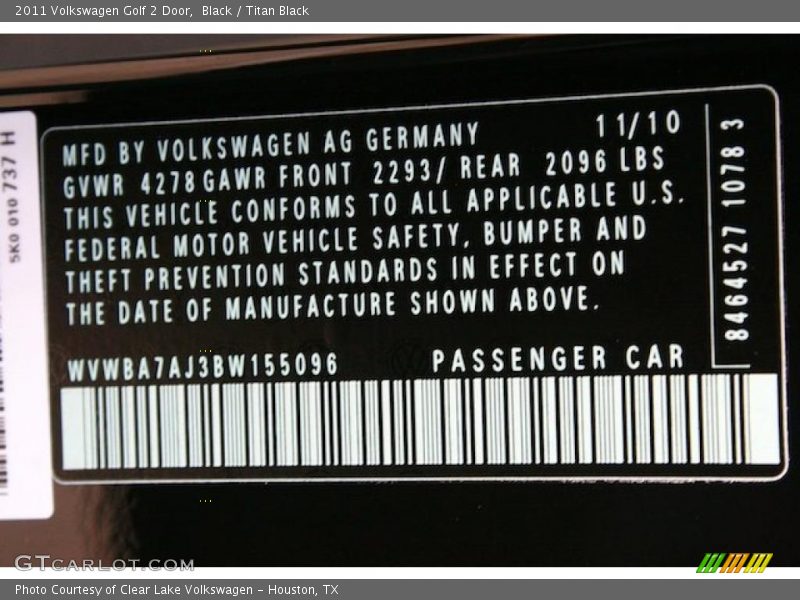 2011 Volkswagen Golf 2 Door, Black / Titan Black
MFD BY VOLKSWAGEN AG GERMANY 11/10
GVWR 4278 GAWR FRONT 2293/ REAR 2096 LBS
THIS VEHICLE CONFORMS TO ALL APPLICABLE U.S.
FEDERAL MOTOR VEHICLE SAFETY, BUMPER AND
THEFT PREVENTION STANDARDS IN EFFECT ON
THE DATE OF MANUFACTURE SHOWN ABOVE.
WVWBA7AJ3BW155096 PASSENGER CAR
8464527 1078 3
5K0 010 737 H
GTCARLOT.COM
Photo Courtesy of Clear Lake Volkswagen – Houston, TX